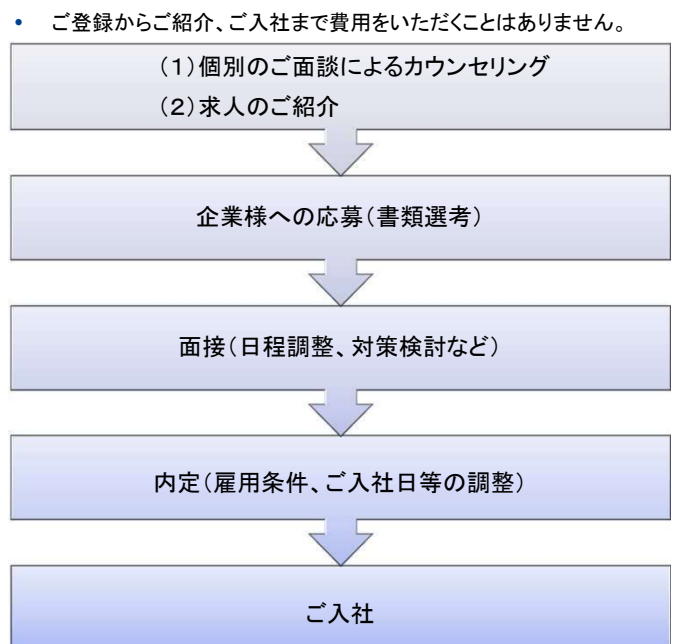 • ご登録からご紹介、ご入社まで費用をいただくことはありません。
（1）個別のご面談によるカウンセリング
（2）求人のご紹介
企業様への応募（書類選考）
面接（日程調整、対策検討など）
内定（雇用条件、ご入社日等の調整）
ご入社